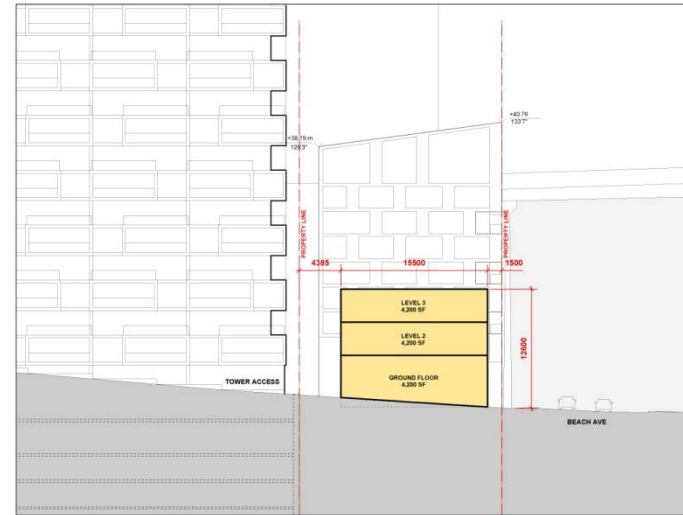 +40.76
133'7"
+38.19 m
125'3"
PROPERTY LINE
PROPERTY LINE
4385
15500
1500
LEVEL 3
4,200 SF
LEVEL 2
4,200 SF
12600
GROUND FLOOR
4,200 SF
TOWER ACCESS
BEACH AVE